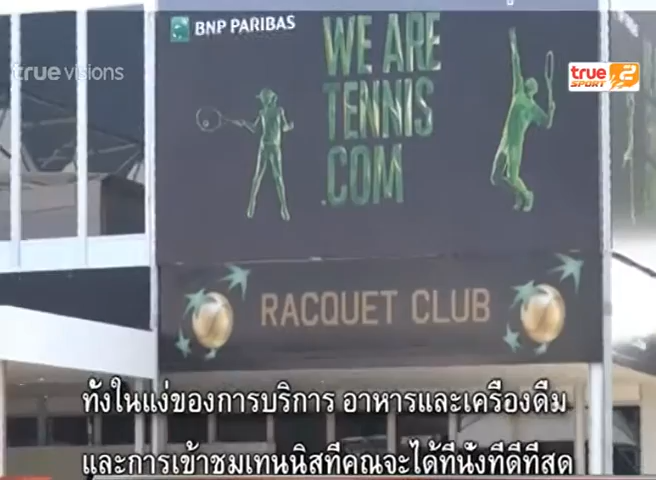 BNP PARIBAS
WE ARE
TENNIS
.COM
true visions
true
SPORT 2
RACQUET CLUB
ทั้งในแง่ของการบริการ อาหารและเครื่องดื่ม
และการเข้าชมเทนนิสที่คุณจะได้ที่นั่งที่ดีที่สุด